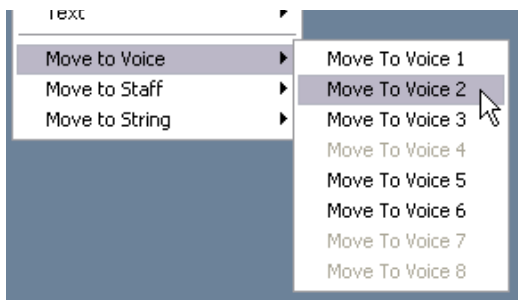 Text
Move to Voice
Move to Staff
Move to String
Move To Voice 1
Move To Voice 2
Move To Voice 3
Move To Voice 4
Move To Voice 5
Move To Voice 6
Move To Voice 7
Move To Voice 8